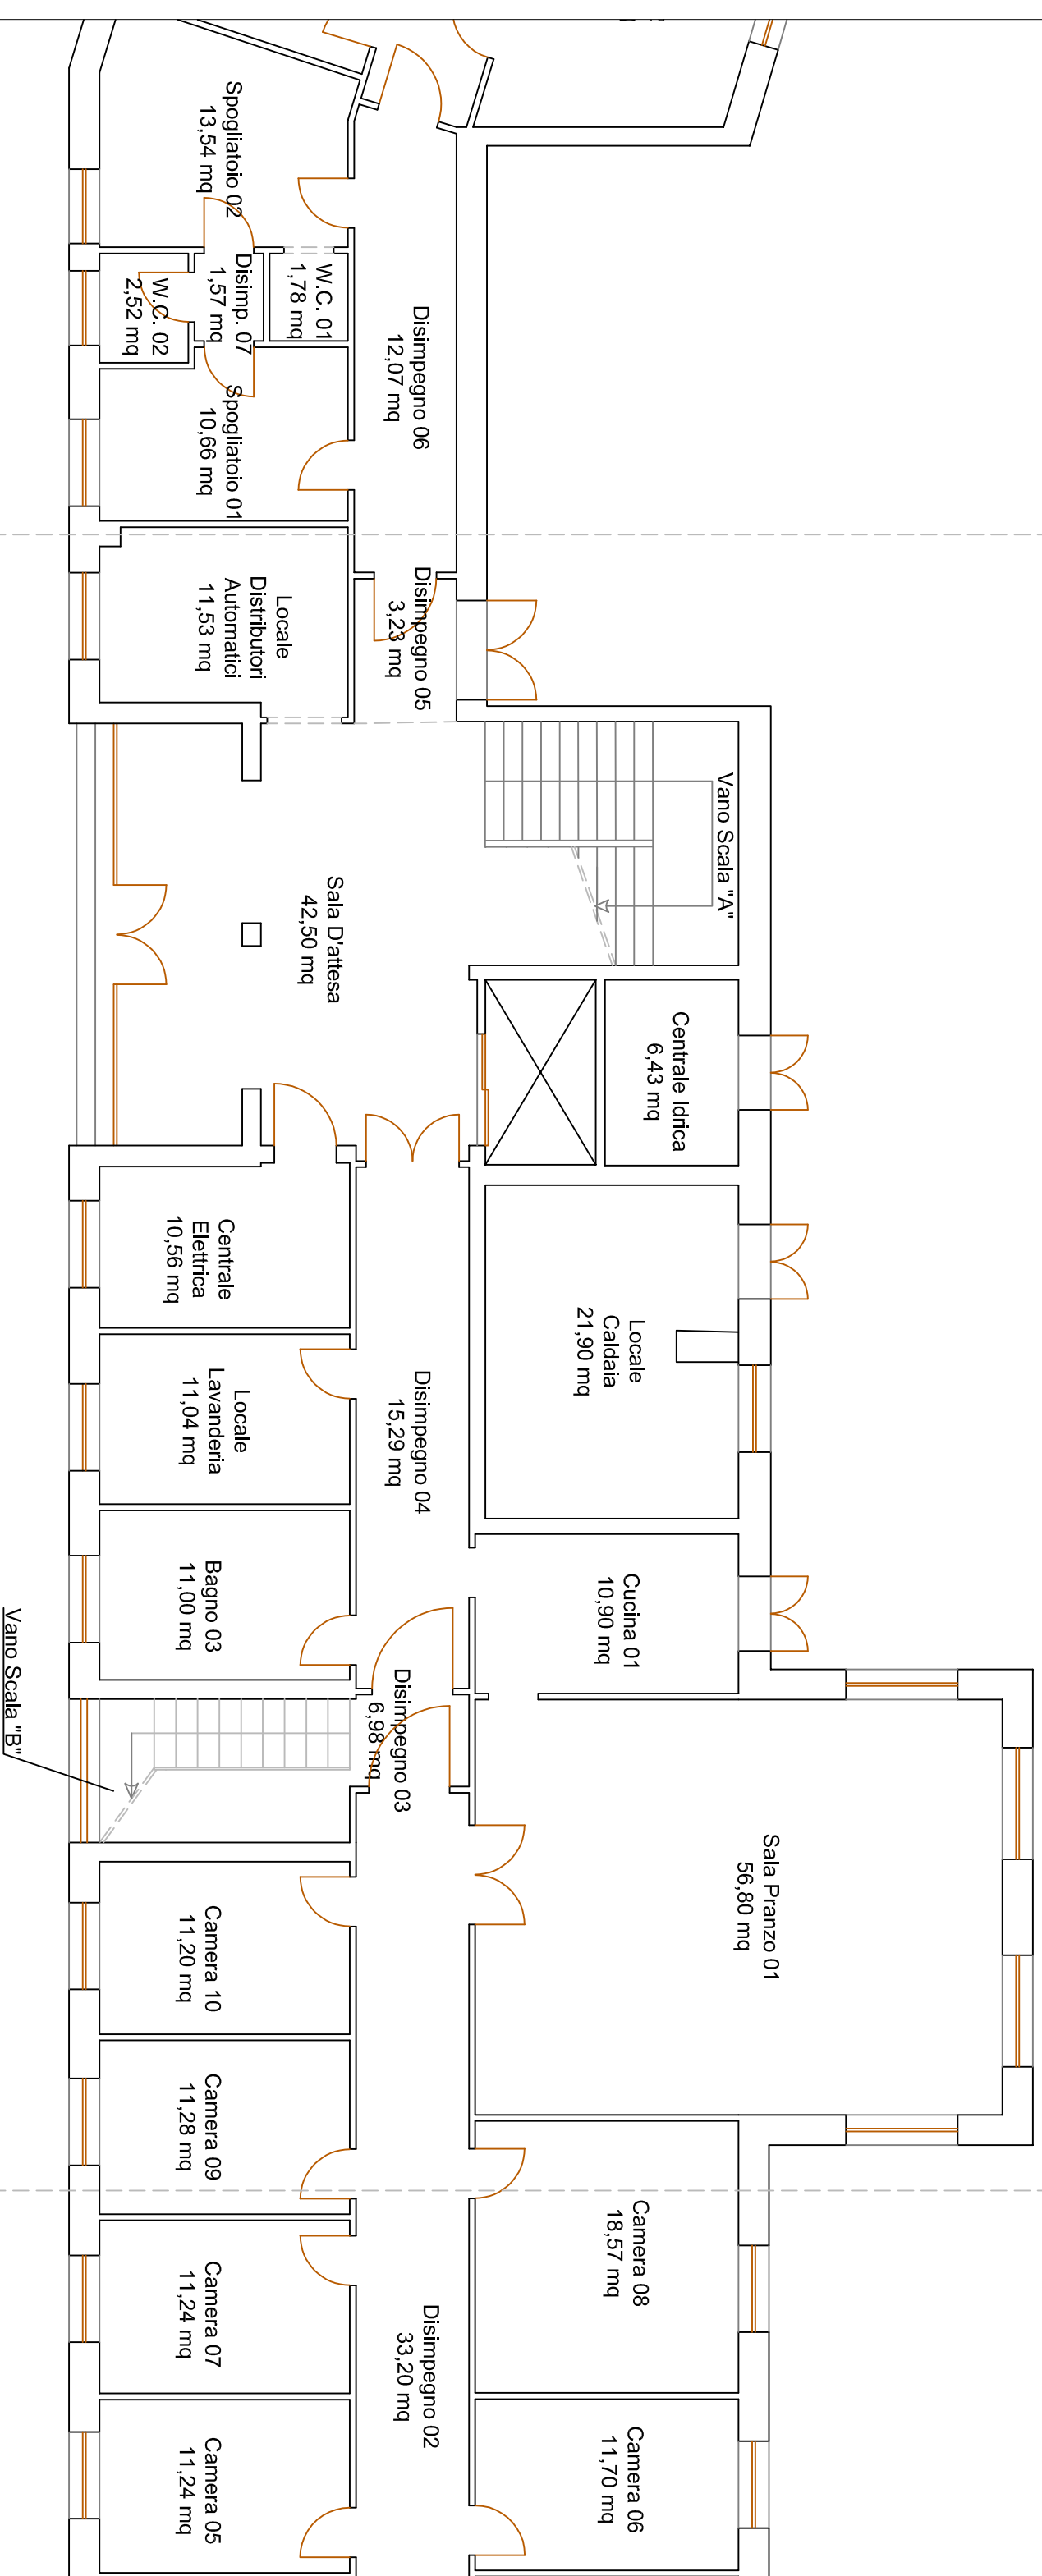 Spogliatoio 02
13,54 mq
W.C. 01
1,78 mq
Disimp. 07
1,57 mq
W.C. 02
2,52 mq
Disimpegno 06
12,07 mq
Spogliatoio 01
10,66 mq
Disimpegno 05
3,23 mq
Locale
Distributori
Automatici
11,53 mq
Vano Scala "A"
Sala D'attesa
42,50 mq
Centrale Idrica
6,43 mq
Centrale
Elettrica
10,56 mq
Locale
Caldaia
21,90 mq
Locale
Lavanderia
11,04 mq
Disimpegno 04
15,29 mq
Bagno 03
11,00 mq
Cucina 01
10,90 mq
Vano Scala "B"
Disimpegno 03
6,98 mq
Sala Pranzo 01
56,80 mq
Camera 10
11,20 mq
Camera 09
11,28 mq
Camera 08
18,57 mq
Camera 07
11,24 mq
Disimpegno 02
33,20 mq
Camera 06
11,70 mq
Camera 05
11,24 mq